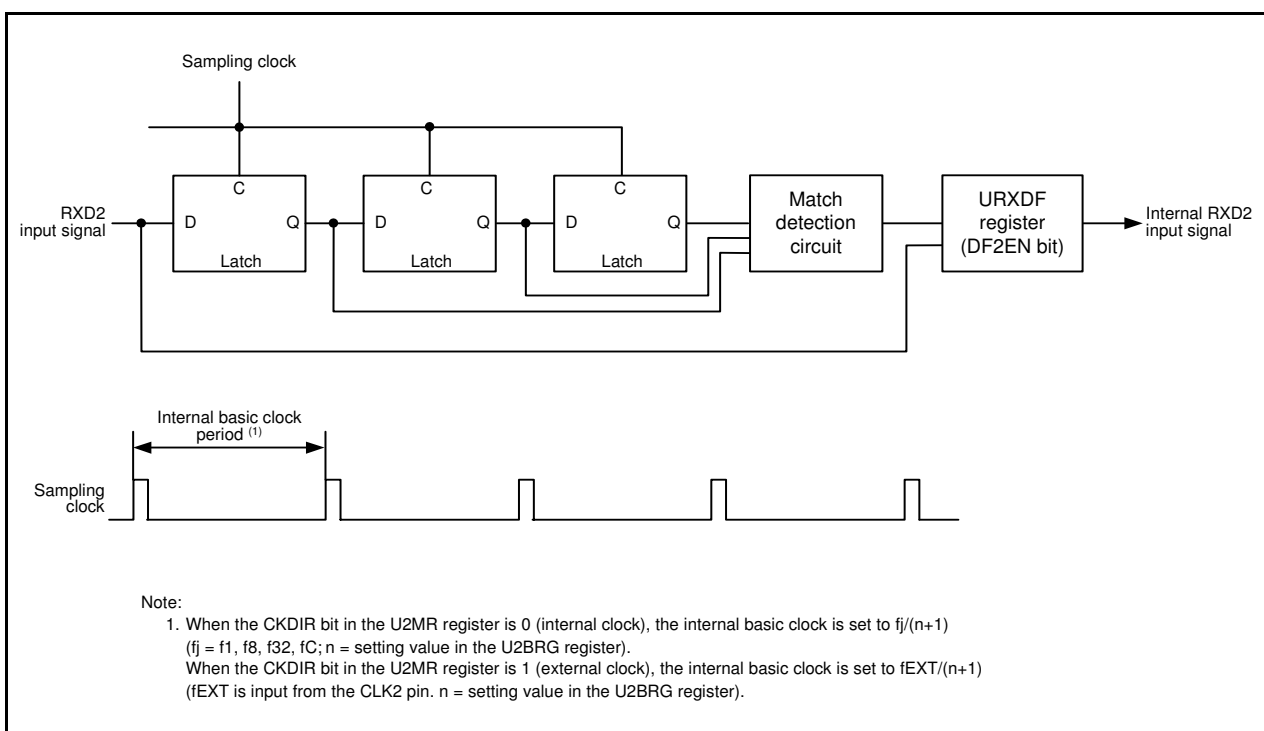 Sampling clock
C
C
C
RXD2
input signal
D
Q
Latch
D
Q
Latch
D
Q
Latch
Match
detection
circuit
URXDF
register
(DF2EN bit)
Internal RXD2
input signal
Internal basic clock
period (1)
Sampling
clock
Note:
1. When the CKDIR bit in the U2MR register is 0 (internal clock), the internal basic clock is set to fj/(n+1)
(fj = f1, f8, f32, fC; n = setting value in the U2BRG register).
When the CKDIR bit in the U2MR register is 1 (external clock), the internal basic clock is set to fEXT/(n+1)
(fEXT is input from the CLK2 pin. n = setting value in the U2BRG register).